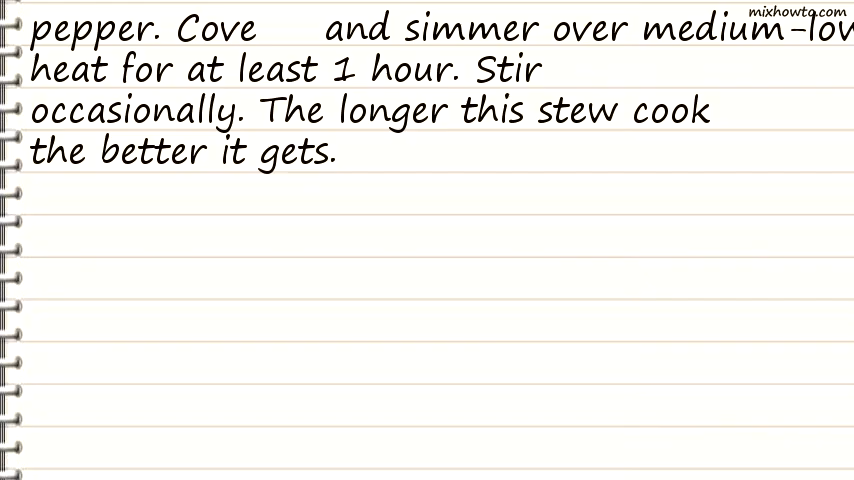 mixhowto.com
pepper. Cove and simmer over medium-low
heat for at least 1 hour. Stir
occasionally. The longer this stew cook
the better it gets.